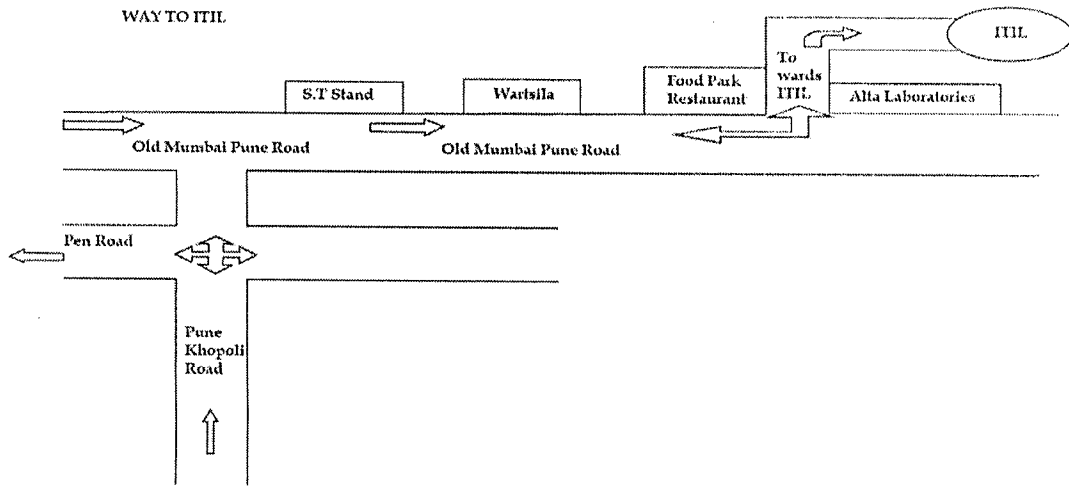 WAY TO ITIL
ITIL
To
wards
ITIL
Food Park
Restaurant
S.T Stand
Wartsila
Alta Laboratories
Old Mumbai Pune Road
Old Mumbai Pune Road
Pen Road
Pune
Khopoli
Road